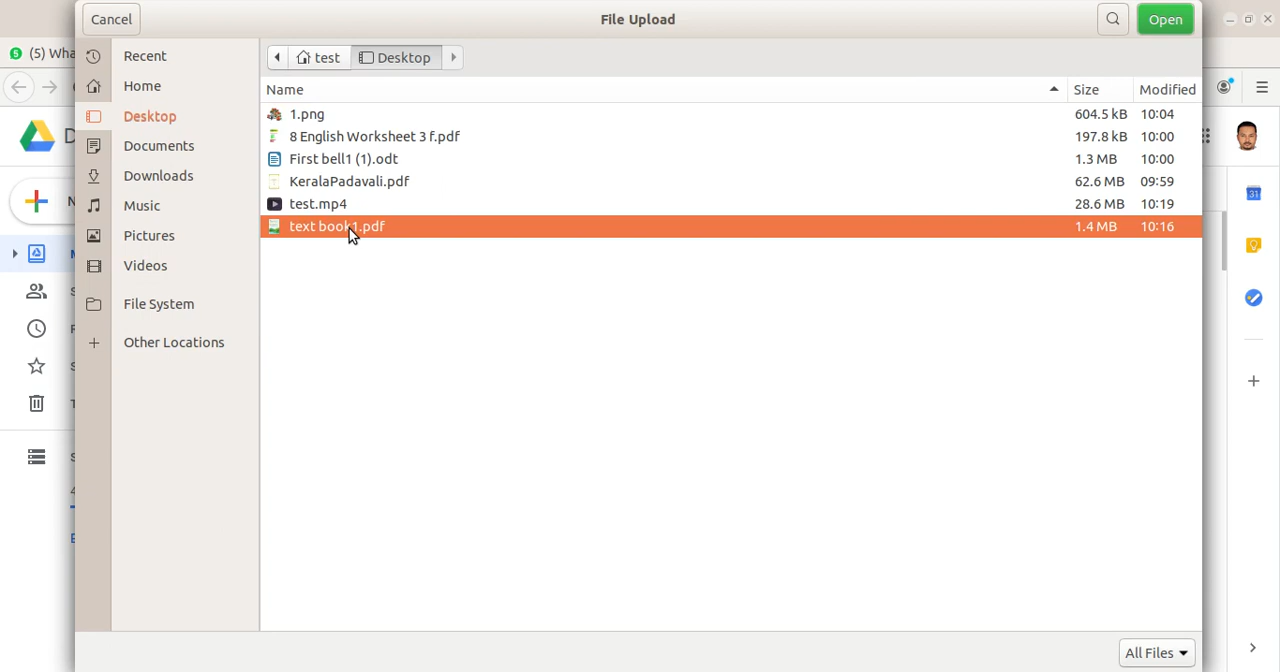 Cancel
File Upload
Open
(5) Wha
Recent
Home
Desktop
Documents
Downloads
Music
Pictures
Videos
File System
Other Locations
test
Desktop
Name
Size
Modified
1.png
604.5 kB
10:04
8 English Worksheet 3 f.pdf
197.8 kB
10:00
First bell1 (1).odt
1.3 MB
10:00
KeralaPadavali.pdf
62.6 MB
09:59
test.mp4
28.6 MB
10:19
text book1.pdf
1.4 MB
10:16
31
All Files